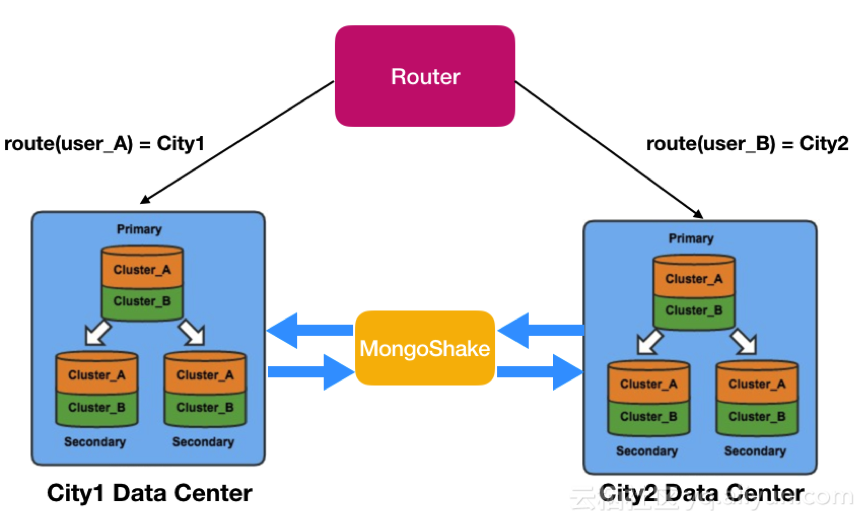 Router
route(user_A) = City1
route(user_B) = City2
Primary
Cluster_A
Cluster_B
Cluster_A
Cluster_B
Cluster_A
Cluster_B
Secondary
Secondary
City1 Data Center
MongoShake
Primary
Cluster_A
Cluster_B
Cluster_A
Cluster_B
Cluster_A
Cluster_B
Secondary
Secondary
City2 Data Center
云栖社区 yq.aliyun.com